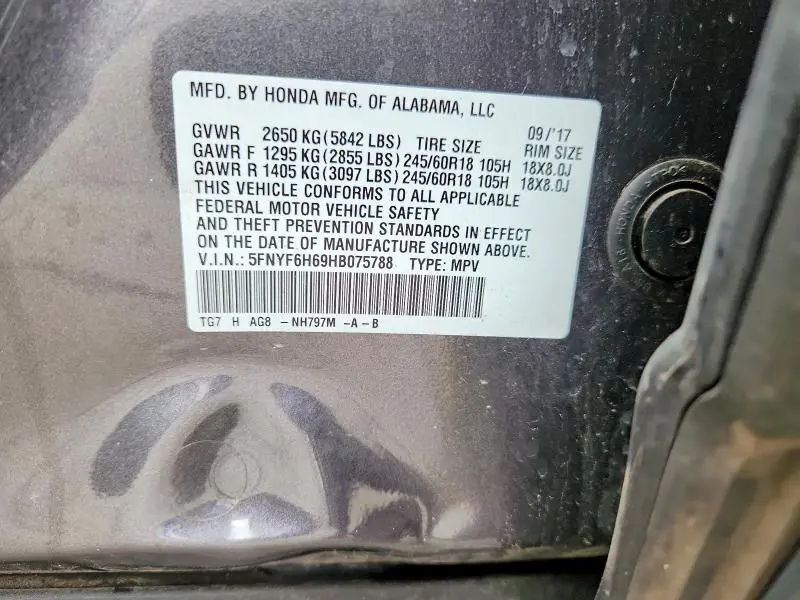 MFD. BY HONDA MFG. OF ALABAMA, LLC
09/'17
GVWR 2650 KG(5842 LBS) TIRE SIZE RIM SIZE
GAWR F 1295 KG(2855 LBS)245/60R18 105H 18X8.0J
GAWR R 1405 KG(3097 LBS)245/60R18 105H 18X8.0J
THIS VEHICLE CONFORMS TO ALL APPLICABLE
FEDERAL MOTOR VEHICLE SAFETY
AND THEFT PREVENTION STANDARDS IN EFFECT
ON THE DATE OF MANUFACTURE SHOWN ABOVE.
V.I.N.: 5FNYF6H69HB075788 TYPE: MPV
TG7 H AG8 -NH797M -A-B
HONDA